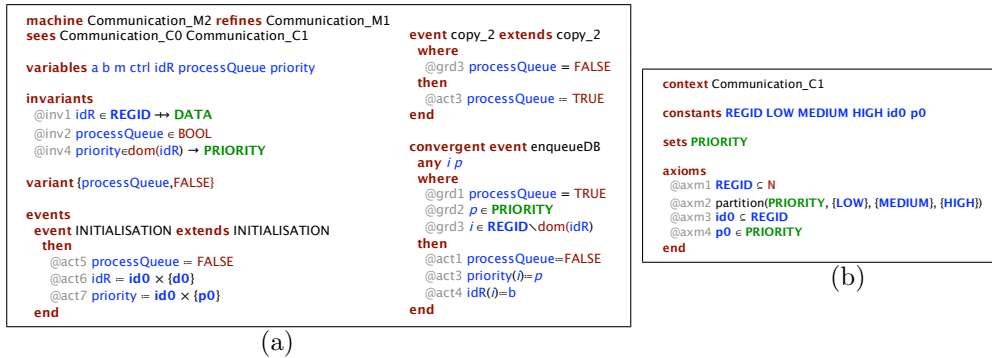 machine Communication_M2 refines Communication_M1
sees Communication_C0 Communication_C1
variables a b m ctrl idR processQueue priority
invariants
@inv1 idR ∈ REGID ⇸ DATA
@inv2 processQueue ∈ BOOL
@inv4 priority∈dom(idR) → PRIORITY
variant {processQueue,FALSE}
events
event INITIALISATION extends INITIALISATION
then
@act5 processQueue ≔ FALSE
@act6 idR ≔ id0 × {d0}
@act7 priority ≔ id0 × {p0}
end
event copy_2 extends copy_2
where
@grd3 processQueue = FALSE
then
@act3 processQueue ≔ TRUE
end
convergent event enqueueDB
any i p
where
@grd1 processQueue = TRUE
@grd2 p ∈ PRIORITY
@grd3 i ∈ REGID∖dom(idR)
then
@act1 processQueue≔FALSE
@act3 priority(i)≔p
@act4 idR(i)≔b
end
(a)
context Communication_C1
constants REGID LOW MEDIUM HIGH id0 p0
sets PRIORITY
axioms
@axm1 REGID ⊆ ℕ
@axm2 partition(PRIORITY, {LOW}, {MEDIUM}, {HIGH})
@axm3 id0 ⊆ REGID
@axm4 p0 ∈ PRIORITY
end
(b)